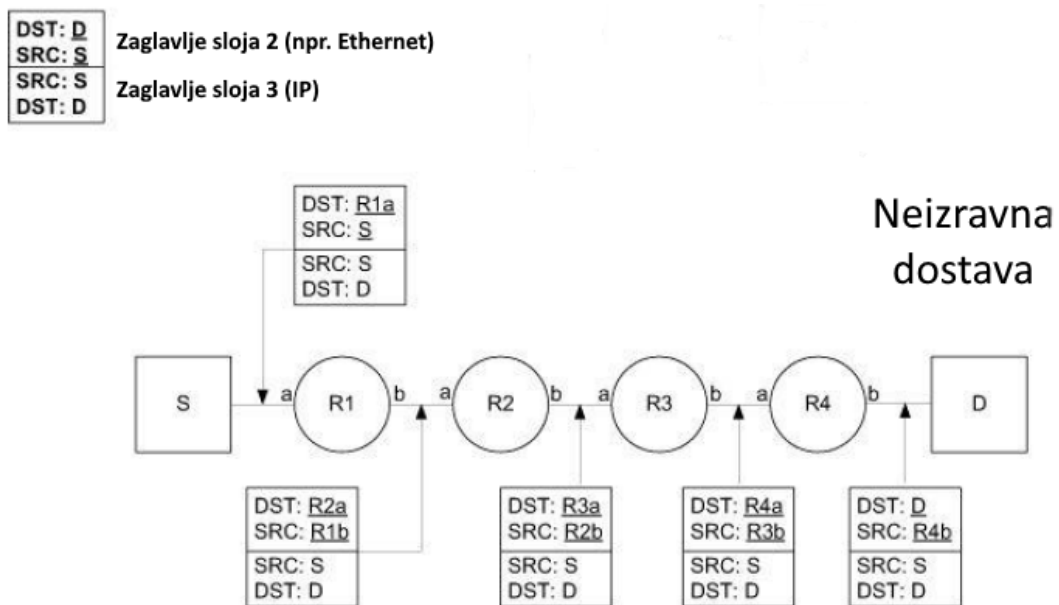 DST: D
SRC: S
SRC: S
DST: D
Zaglavlje sloja 2 (npr. Ethernet)
Zaglavlje sloja 3 (IP)
Neizravna
dostava
DST: R1a
SRC: S
SRC: S
DST: D
S
a
R1
b
a
R2
b
a
R3
b
a
R4
b
D
DST: R2a
SRC: R1b
SRC: S
DST: D
DST: R3a
SRC: R2b
SRC: S
DST: D
DST: R4a
SRC: R3b
SRC: S
DST: D
DST: D
SRC: R4b
SRC: S
DST: D